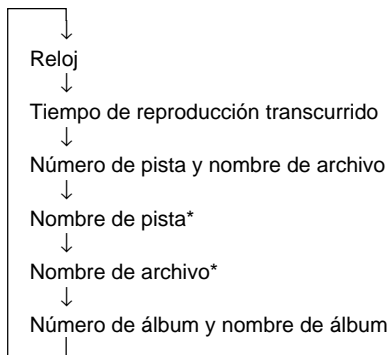 Reloj
Tiempo de reproducción transcurrido
Número de pista y nombre de archivo
Nombre de pista*
Nombre de archivo*
Número de álbum y nombre de álbum